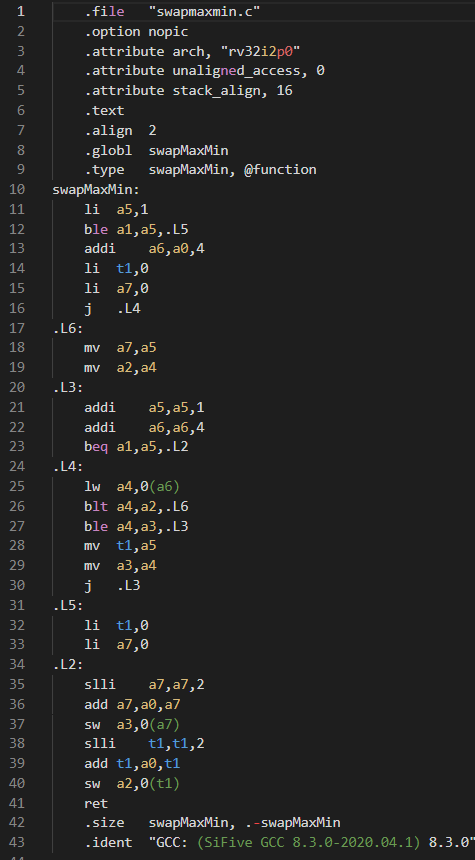 1 .file "swapmaxmin.c"
2 .option nopic
3 .attribute arch, "rv32i2p0"
4 .attribute unaligned_access, 0
5 .attribute stack_align, 16
6 .text
7 .align 2
8 .globl swapMaxMin
9 .type swapMaxMin, @function
10 swapMaxMin:
11 li a5,1
12 ble a1,a5,.L5
13 addi a6,a0,4
14 li t1,0
15 li a7,0
16 j .L4
17 .L6:
18 mv a7,a5
19 mv a2,a4
20 .L3:
21 addi a5,a5,1
22 addi a6,a6,4
23 beq a1,a5,.L2
24 .L4:
25 lw a4,0(a6)
26 blt a4,a2,.L6
27 ble a4,a3,.L3
28 mv t1,a5
29 mv a3,a4
30 j .L3
31 .L5:
32 li t1,0
33 li a7,0
34 .L2:
35 slli a7,a7,2
36 add a7,a0,a7
37 sw a3,0(a7)
38 slli t1,t1,2
39 add t1,a0,t1
40 sw a2,0(t1)
41 ret
42 .size swapMaxMin, .-swapMaxMin
43 .ident "GCC: (SiFive GCC 8.3.0-2020.04.1) 8.3.0"